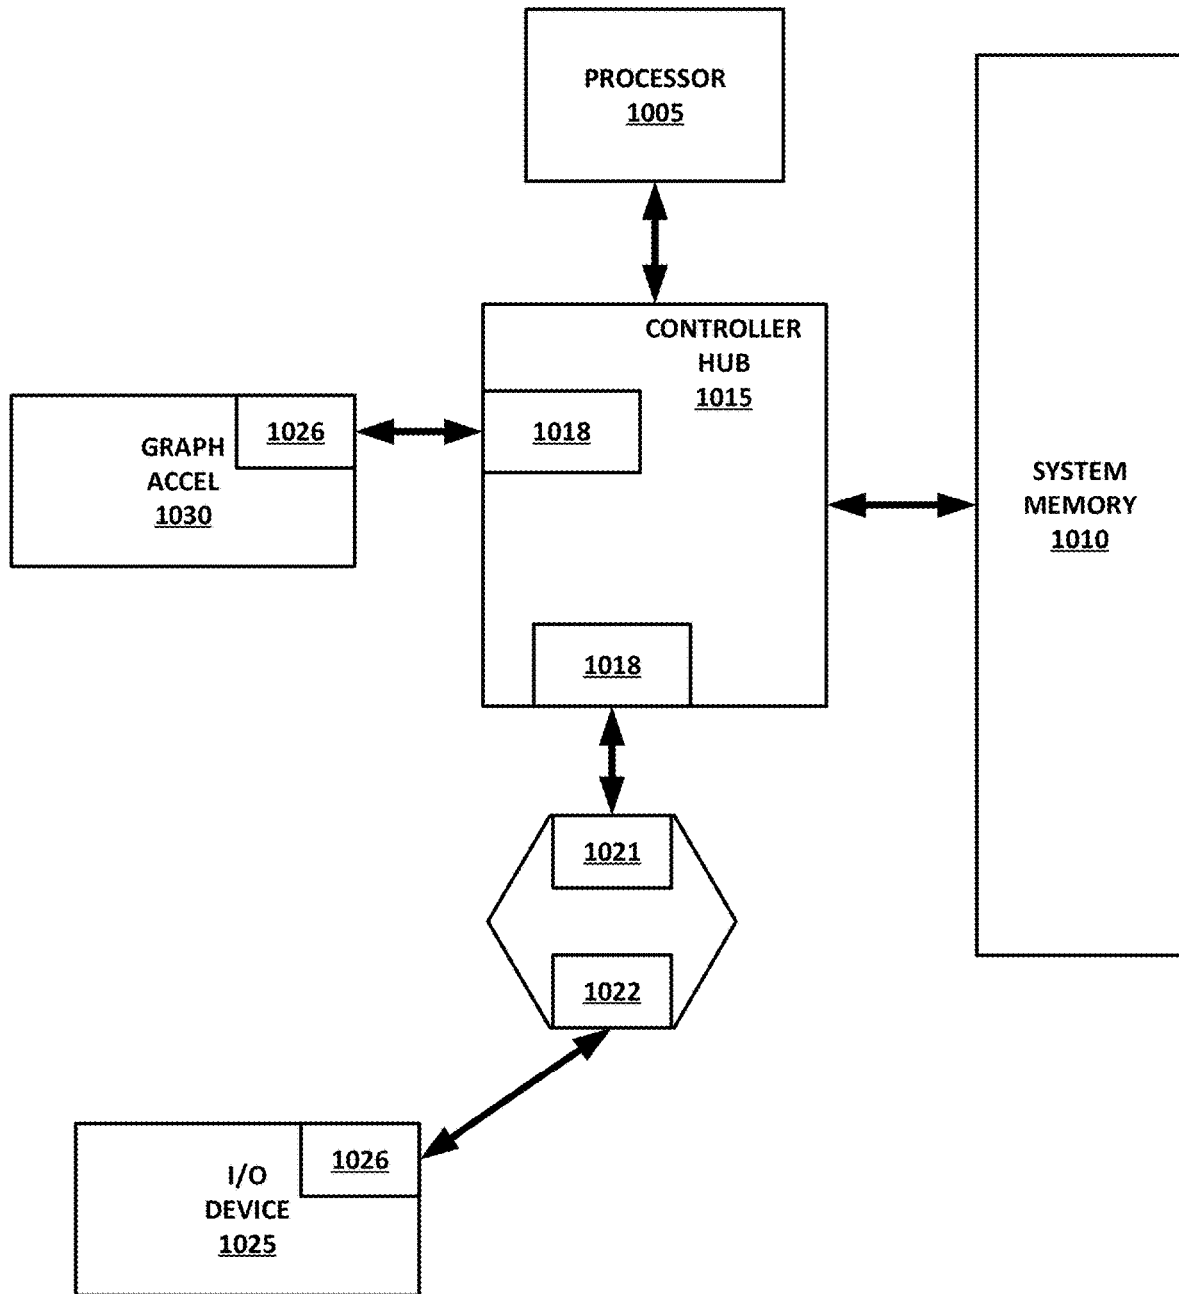 PROCESSOR
1005
CONTROLLER
HUB
1015
1018
1026
GRAPH
ACCEL
1030
SYSTEM
MEMORY
1010
1018
1021
1022
1026
I/O
DEVICE
1025